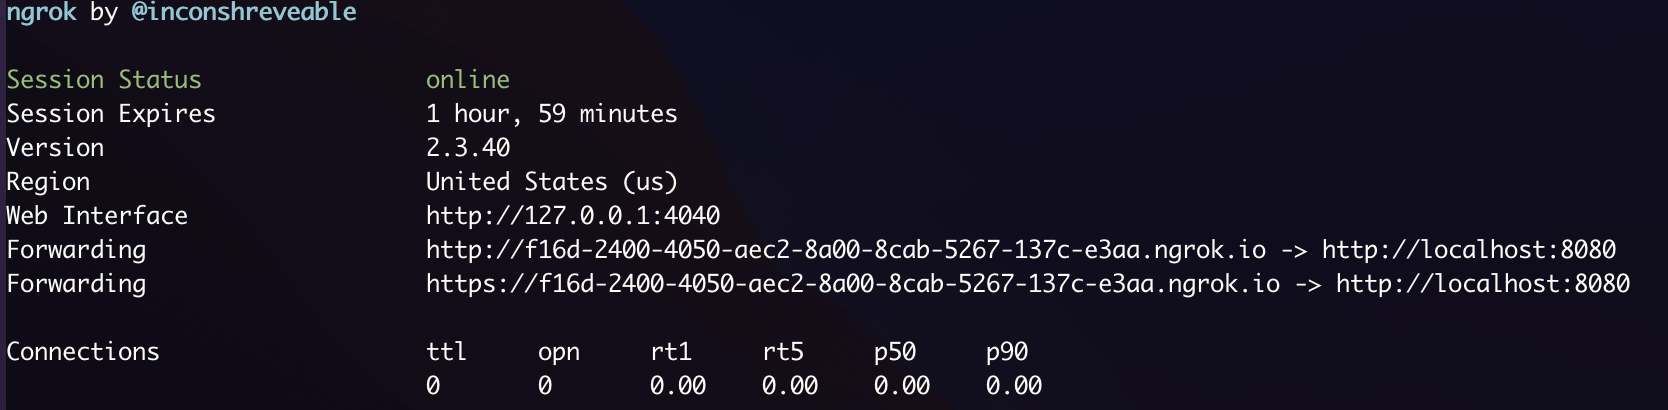 ngrok by @inconshreveable
Session Status online
Session Expires 1 hour, 59 minutes
Version 2.3.40
Region United States (us)
Web Interface http://127.0.0.1:4040
Forwarding http://f16d-2400-4050-aec2-8a00-8cab-5267-137c-e3aa.ngrok.io -> http://localhost:8080
Forwarding https://f16d-2400-4050-aec2-8a00-8cab-5267-137c-e3aa.ngrok.io -> http://localhost:8080
Connections ttl opn rt1 rt5 p50 p90
0 0 0.00 0.00 0.00 0.00